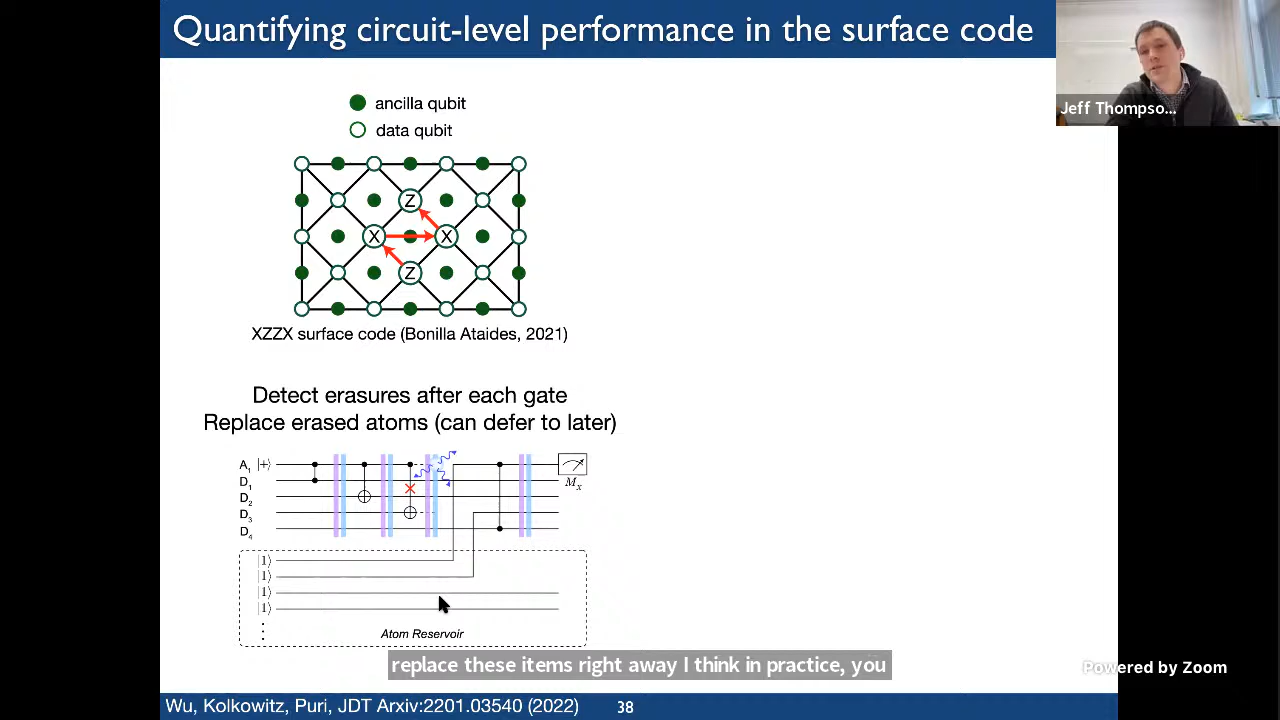 Quantifying circuit-level performance in the surface code
Jeff Thompso...
ancilla qubit
data qubit
Z
X X
Z
XZZX surface code (Bonilla Ataides, 2021)
Detect erasures after each gate
Replace erased atoms (can defer to later)
A1 |+⟩
D1
D2
D3
D4
Mx
|1⟩
|1⟩
|1⟩
|1⟩
⋮
Atom Reservoir
replace these items right away I think in practice, you
Powered by Zoom
Wu, Kolkowitz, Puri, JDT Arxiv:2201.03540 (2022) 38